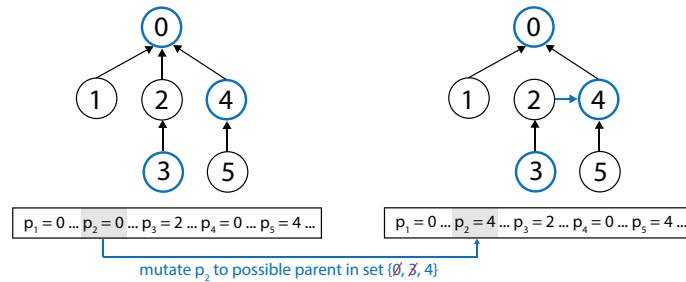 0 0
1 2 4 1 2 4
3 5 3 5
p₁ = 0 ... p₂ = 0 ... p₃ = 2 ... p₄ = 0 ... p₅ = 4 ... p₁ = 0 ... p₂ = 4 ... p₃ = 2 ... p₄ = 0 ... p₅ = 4 ...
mutate p₂ to possible parent in set {0, 3, 4}